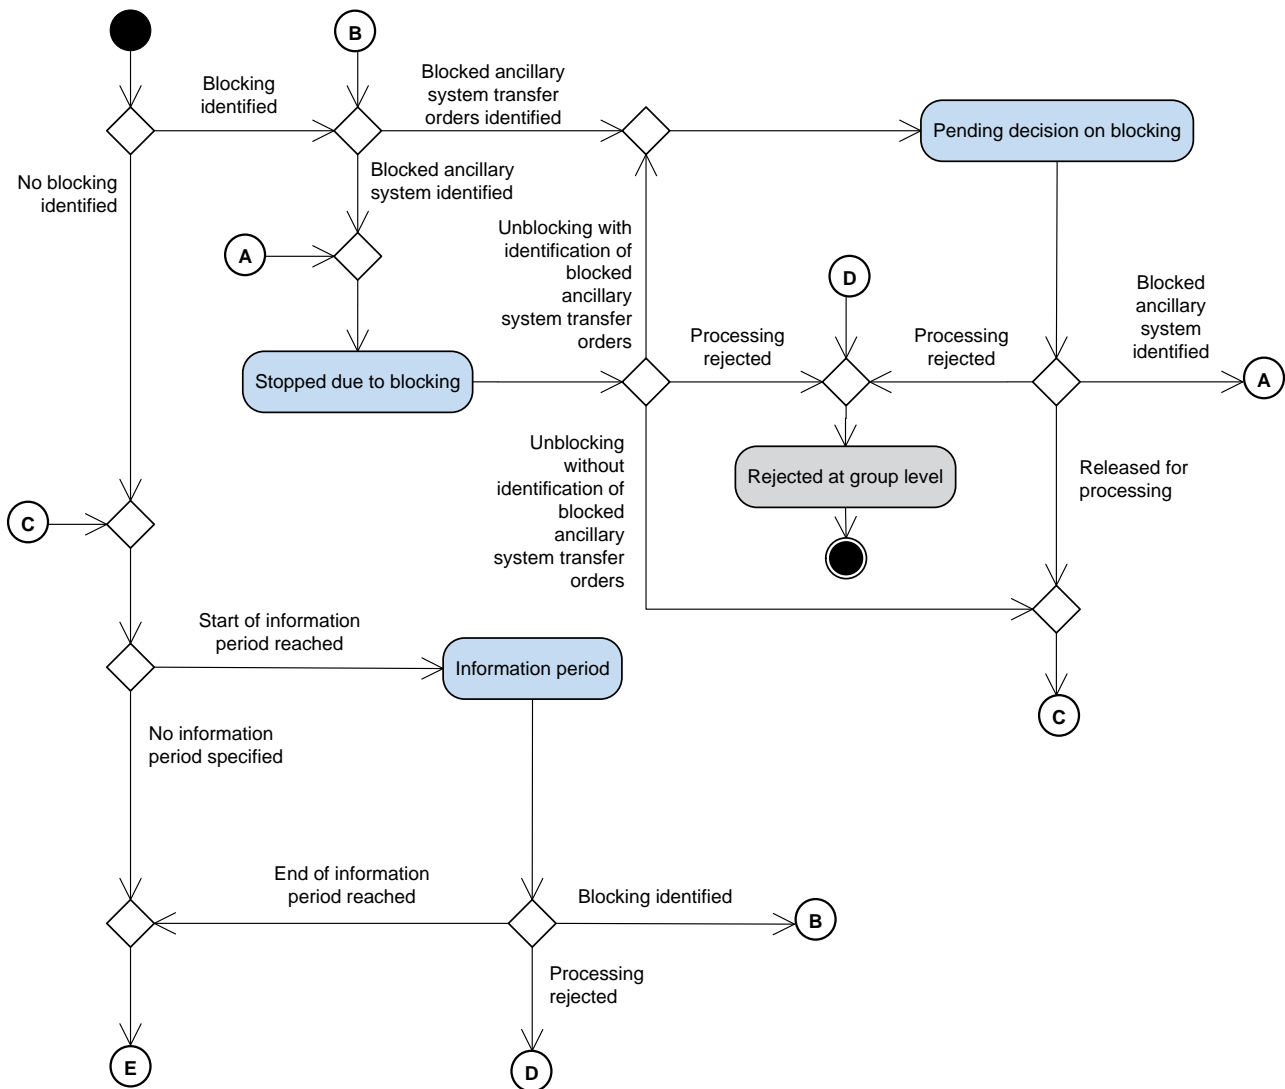 B
Blocking
identified
Blocked ancillary
system transfer
orders identified
Pending decision on blocking
No blocking
identified
Blocked ancillary
system identified
A
Unblocking with
identification of
blocked
ancillary
system transfer
orders
D
Blocked
ancillary
system
identified
Processing
rejected
Processing
rejected
Stopped due to blocking
A
Unblocking
without
identification of
blocked
ancillary
system transfer
orders
Rejected at group level
Released for
processing
C
Start of information
period reached
Information period
C
No information
period specified
End of information
period reached
Blocking identified
B
Processing
rejected
E
D